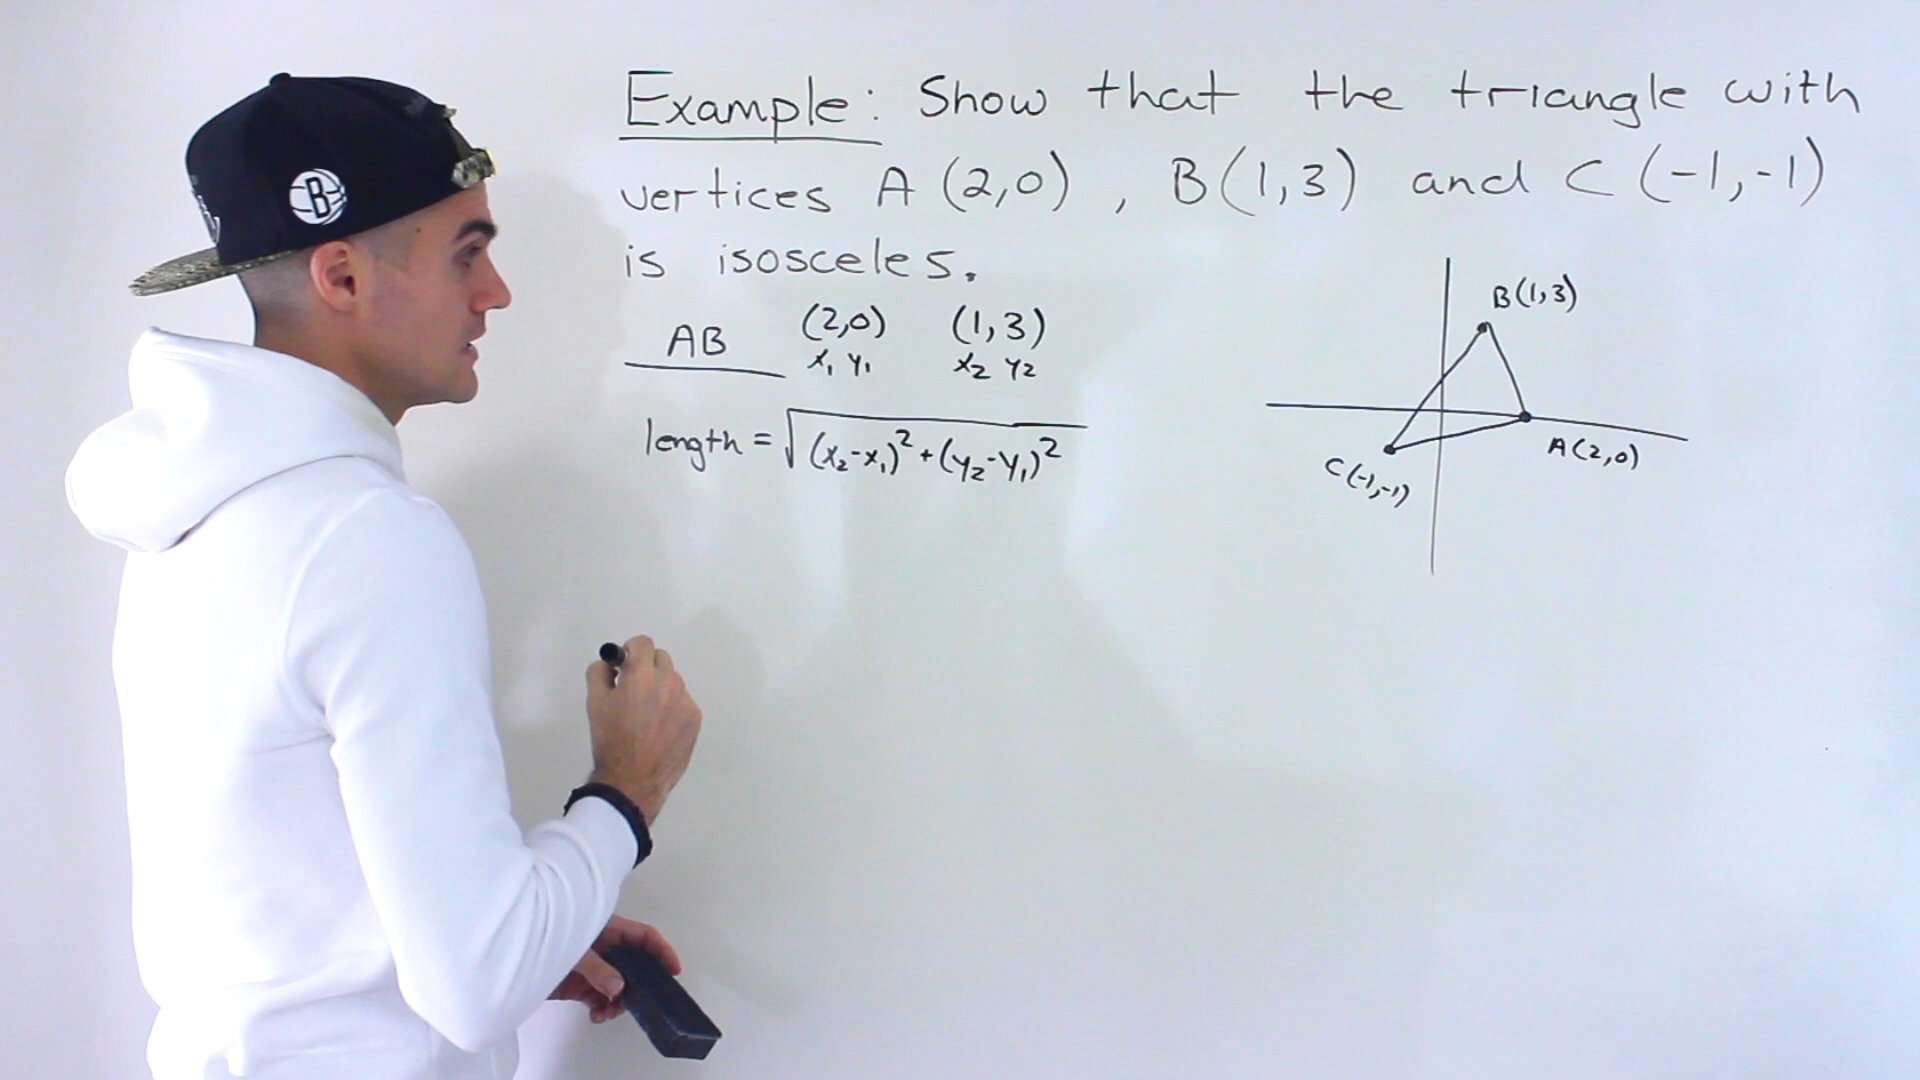 Example: Show that the triangle with
vertices A (2,0) , B(1,3) and C (-1,-1)
is isosceles.
AB (2,0) (1,3)
x₁ y₁ x₂ y₂
length = √(x₂-x₁)² + (y₂-y₁)²
B(1,3)
A(2,0)
C(-1,-1)
B